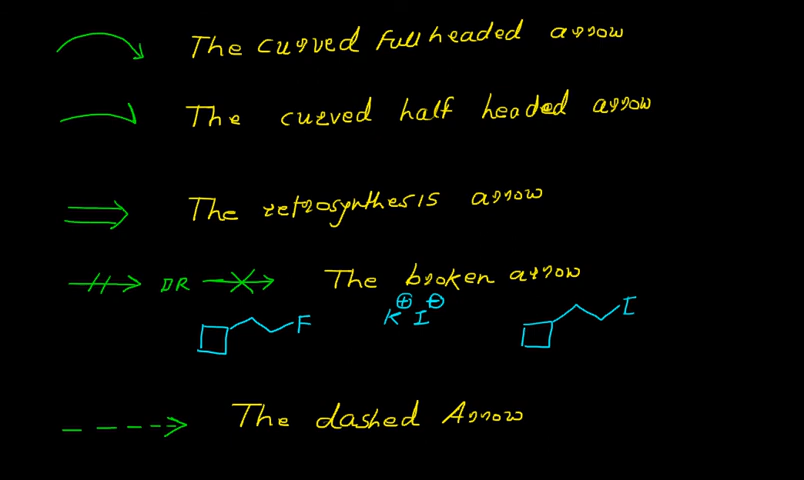 The curved full headed arrow
The curved half headed arrow
The retrosynthesis arrow
OR The broken arrow
F K⊕ I⊖ I
The dashed Arrow